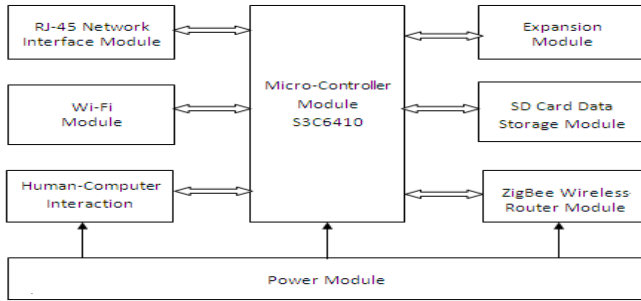 RJ-45 Network
Interface Module
Expansion
Module
Micro-Controller
Module
S3C6410
Wi-Fi
Module
SD Card Data
Storage Module
Human-Computer
Interaction
ZigBee Wireless
Router Module
Power Module